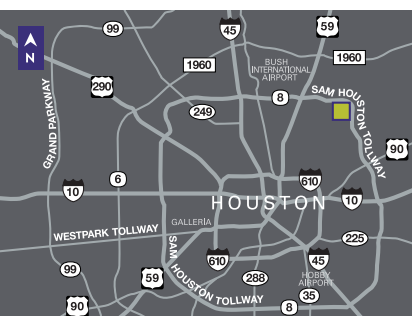 99
45
59
N
1960
1960
BUSH
INTERNATIONAL
AIRPORT
290
SAM HOUSTON TOLLWAY
8
249
GRAND PARKWAY
90
6
610
10
10
HOUSTON
GALLERÍA
WESTPARK TOLLWAY
225
SAM HOUSTON TOLLWAY
610
45
99
59
288
HOBBY
AIRPORT
35
90
8